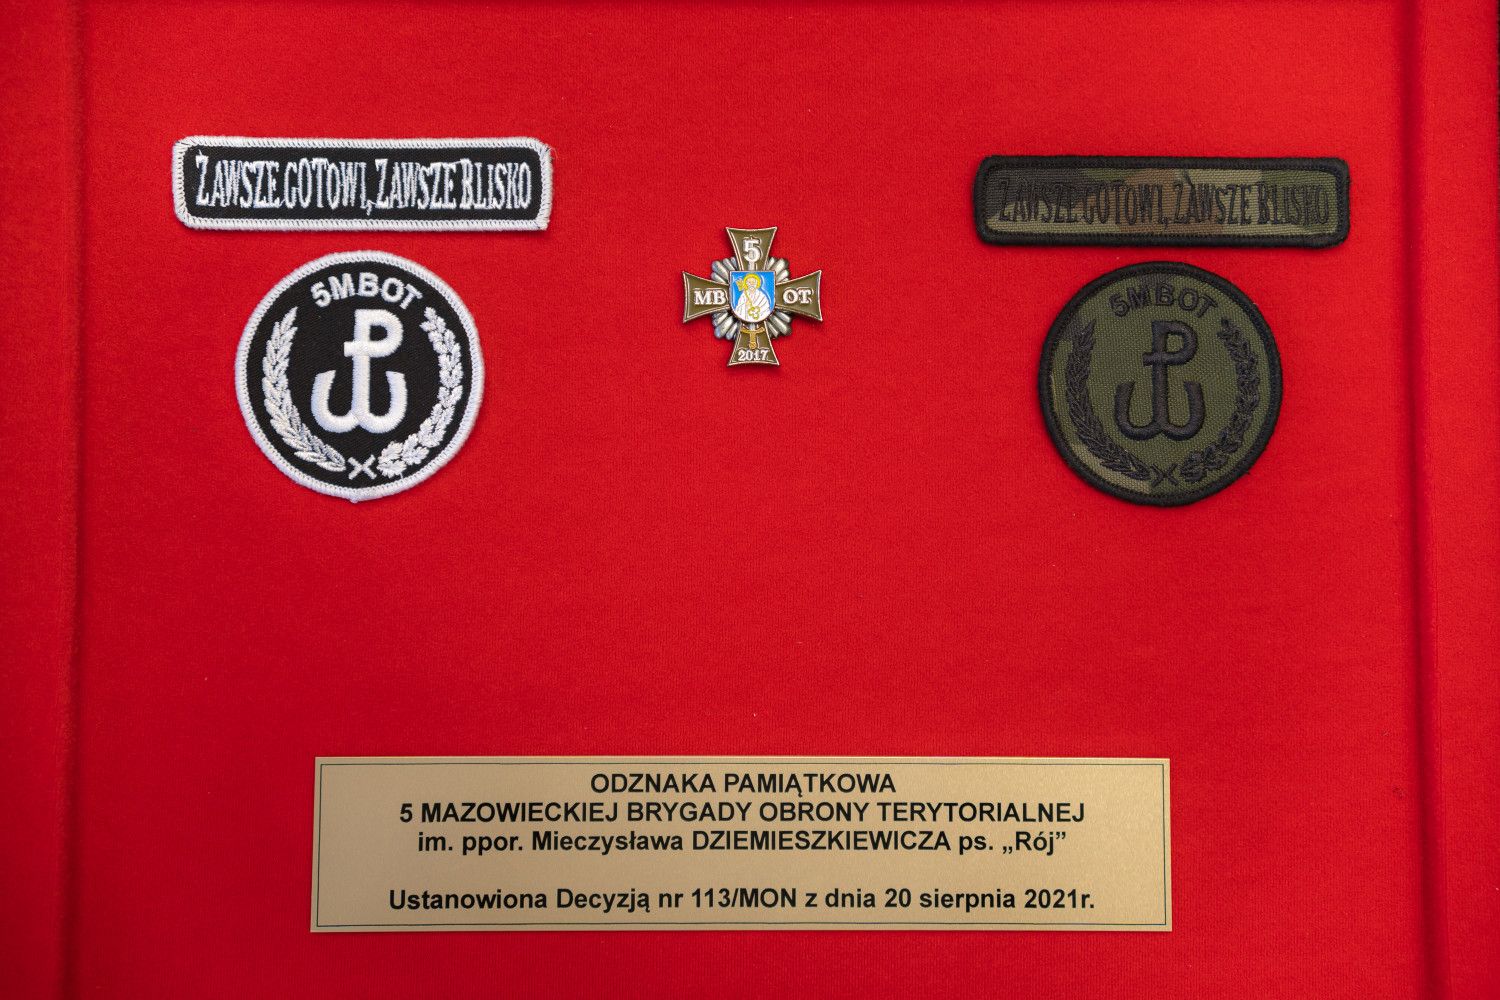 ZAWSZE GOTOWI, ZAWSZE BLISKO
5MBOT
5
MB OT
2017
ZAWSZE GOTOWI, ZAWSZE BLISKO
5MBOT
ODZNAKA PAMIĄTKOWA
5 MAZOWIECKIEJ BRYGADY OBRONY TERYTORIALNEJ
im. ppor. Mieczysława DZIEMIESZKIEWICZA ps. „Rój”
Ustanowiona Decyzją nr 113/MON z dnia 20 sierpnia 2021r.